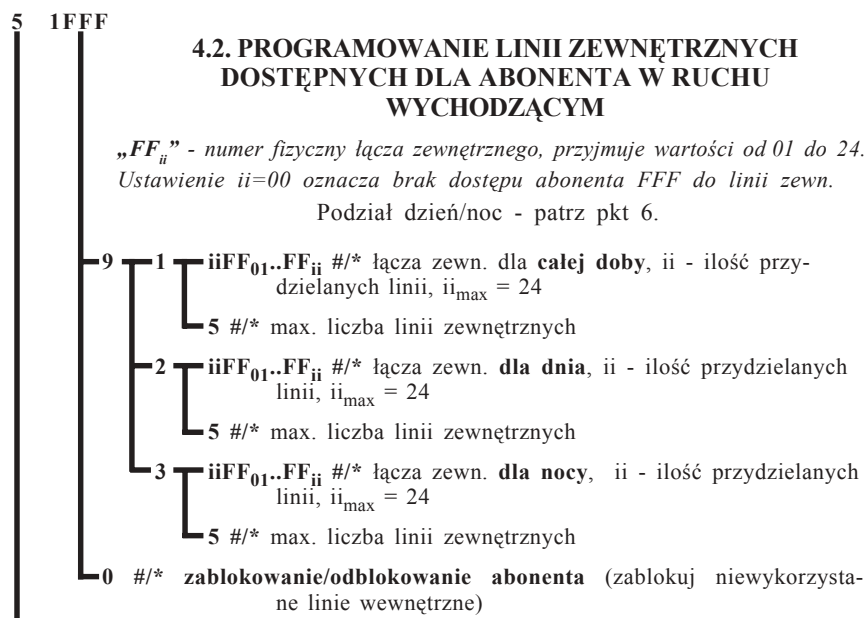 5 1FFF
4.2. PROGRAMOWANIE LINII ZEWNĘTRZNYCH
DOSTĘPNYCH DLA ABONENTA W RUCHU
WYCHODZĄCYM
„FFii” - numer fizyczny łącza zewnętrznego, przyjmuje wartości od 01 do 24.
Ustawienie ii=00 oznacza brak dostępu abonenta FFF do linii zewn.
Podział dzień/noc - patrz pkt 6.
9 1 iiFF01..FFii #/* łącza zewn. dla całej doby, ii - ilość przy-
dzielanych linii, iimax = 24
5 #/* max. liczba linii zewnętrznych
2 iiFF01..FFii #/* łącza zewn. dla dnia, ii - ilość przydzielanych
linii, iimax = 24
5 #/* max. liczba linii zewnętrznych
3 iiFF01..FFii #/* łącza zewn. dla nocy, ii - ilość przydzielanych
linii, iimax = 24
5 #/* max. liczba linii zewnętrznych
0 #/* zablokowanie/odblokowanie abonenta (zablokuj niewykorzysta-
ne linie wewnętrzne)